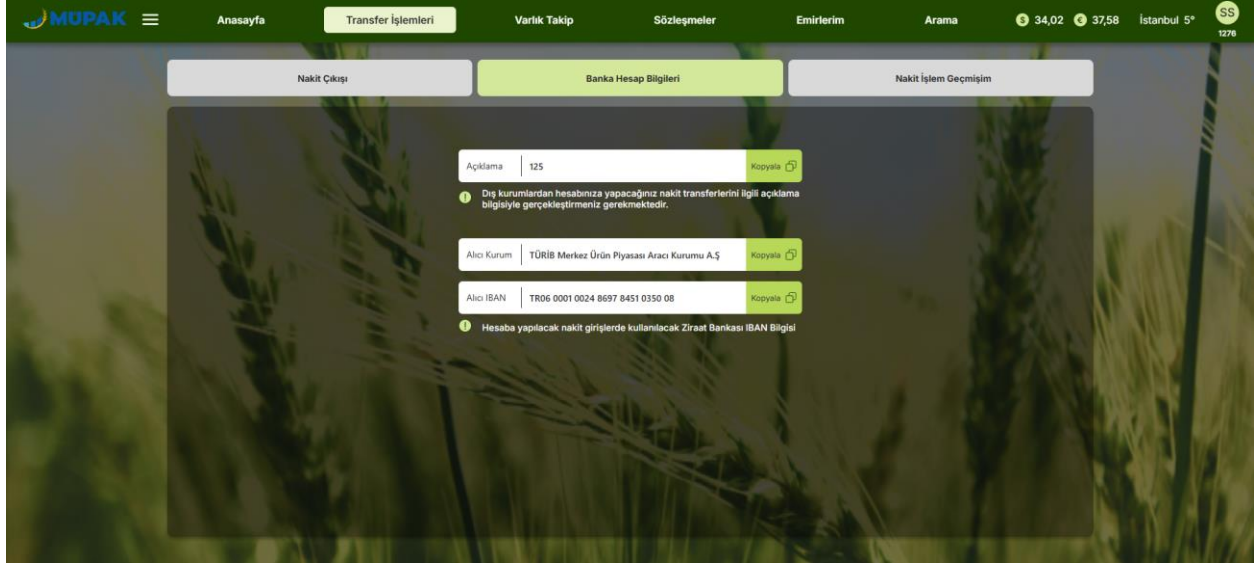 MÜPAK
Anasayfa
Transfer İşlemleri
Varlık Takip
Sözleşmeler
Emirlerim
Arama
$ 34,02 € 37,58
İstanbul 5°
SS
1276
Nakit Çıkışı
Banka Hesap Bilgileri
Nakit İşlem Geçmişim
Açıklama 125 Kopyala
! Dış kurumlardan hesabınıza yapacağınız nakit transferlerini ilgili açıklama
bilgisiyle gerçekleştirmeniz gerekmektedir.
Alıcı Kurum TÜRİB Merkez Ürün Piyasası Aracı Kurumu A.Ş Kopyala
Alıcı IBAN TR06 0001 0024 8697 8451 0350 08 Kopyala
! Hesaba yapılacak nakit girişlerde kullanılacak Ziraat Bankası IBAN Bilgisi